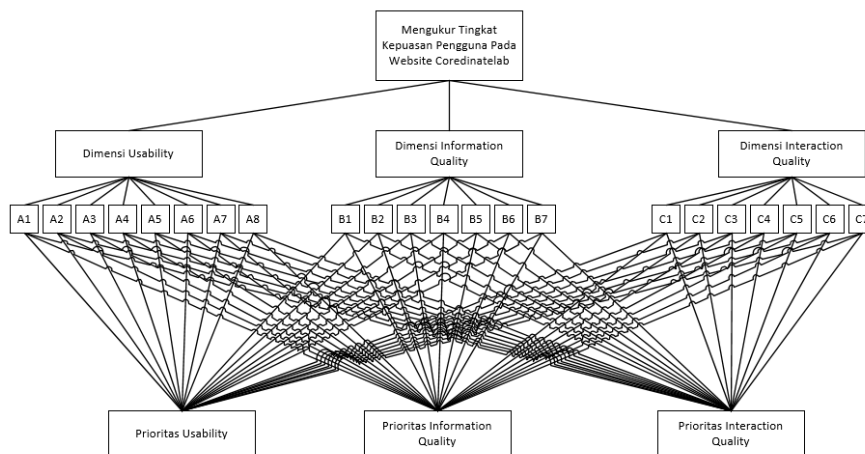 Mengukur Tingkat
Kepuasan Pengguna Pada
Website Coredinatelab
Dimensi Usability
Dimensi Information
Quality
Dimensi Interaction
Quality
A1 A2 A3 A4 A5 A6 A7 A8 B1 B2 B3 B4 B5 B6 B7 C1 C2 C3 C4 C5 C6 C7
Prioritas Usability
Prioritas Information
Quality
Prioritas Interaction
Quality